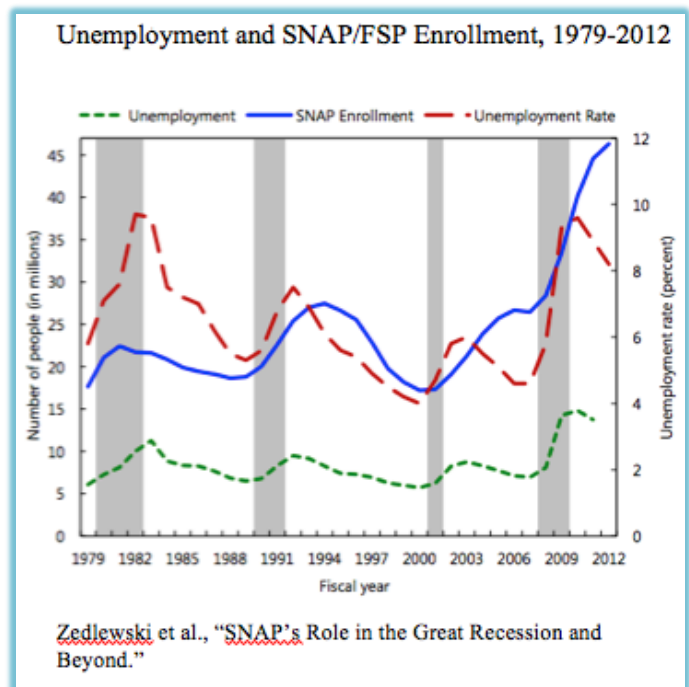 Unemployment and SNAP/FSP Enrollment, 1979-2012
Unemployment SNAP Enrollment Unemployment Rate
Number of people (in millions)
45
40
35
30
25
20
15
10
5
0
12
10
8
6
4
2
0
Unemployment rate (percent)
1979 1982 1985 1988 1991 1994 1997 2000 2003 2006 2009 2012
Fiscal year
Zedlewski et al., “SNAP’s Role in the Great Recession and
Beyond.”